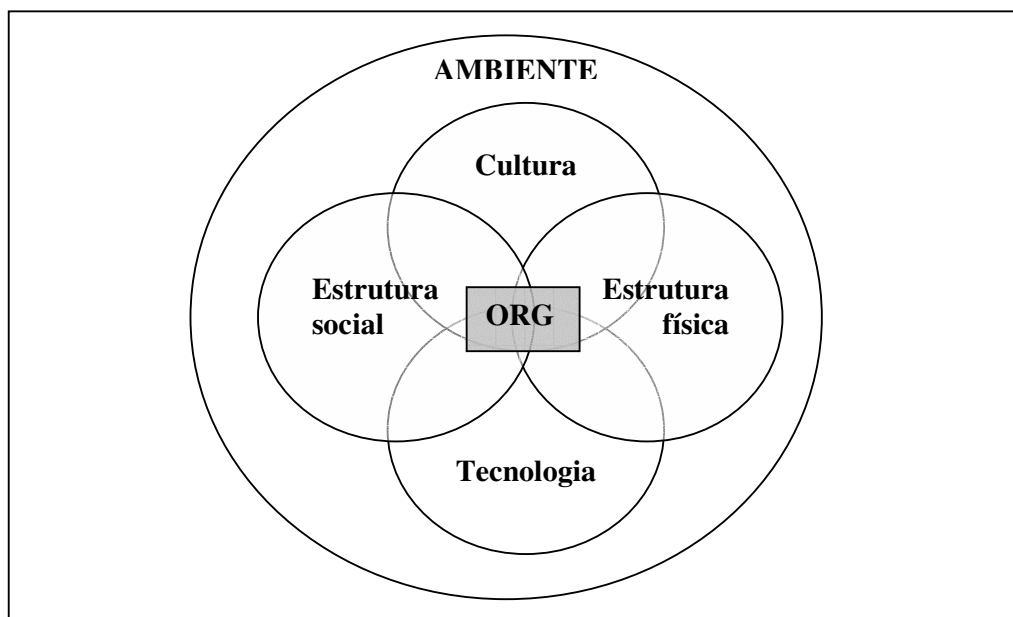 AMBIENTE
Cultura
Estrutura
social
ORG
Estrutura
física
Tecnologia